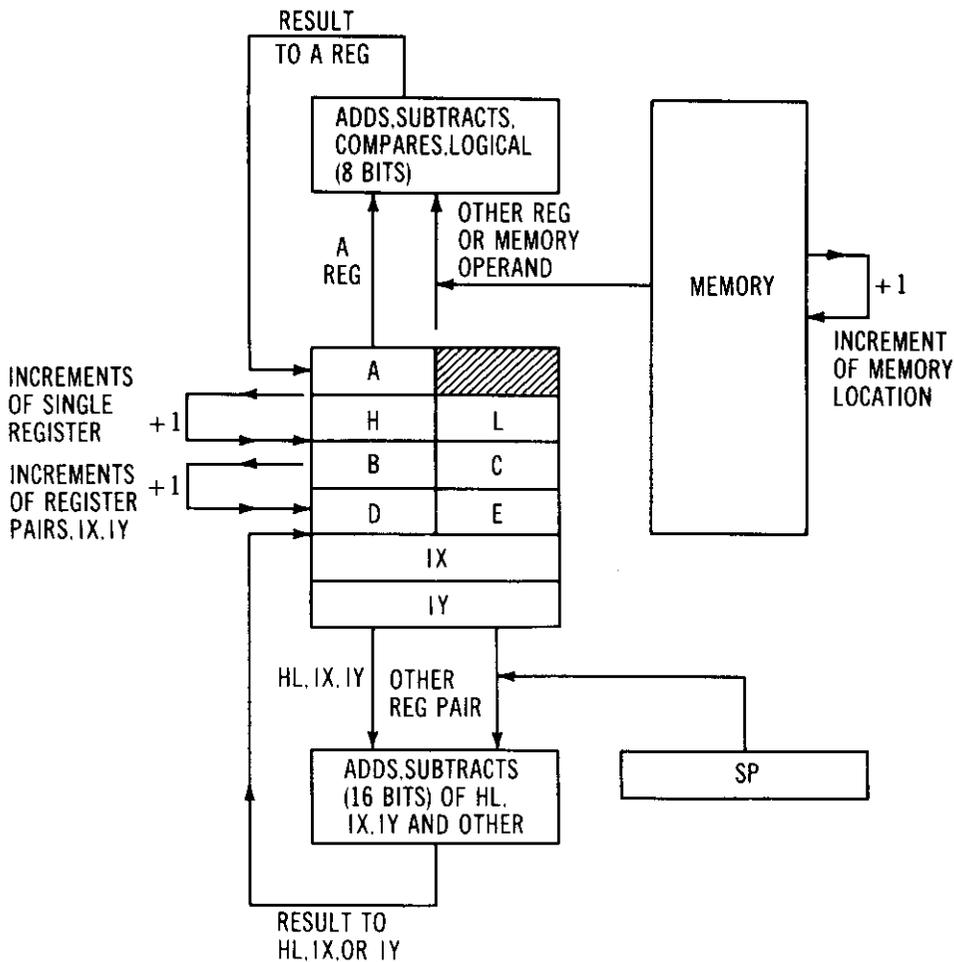 RESULT
TO A REG
ADDS,SUBTRACTS,
COMPARES,LOGICAL
(8 BITS)
A
REG
OTHER REG
OR MEMORY
OPERAND
MEMORY
+1
INCREMENT
OF MEMORY
LOCATION
INCREMENTS
OF SINGLE
REGISTER
+1
INCREMENTS
OF REGISTER
PAIRS,IX,IY
+1
A
H L
B C
D E
IX
IY
HL,IX,IY
OTHER
REG PAIR
ADDS,SUBTRACTS
(16 BITS) OF HL,
IX,IY AND OTHER
SP
RESULT TO
HL,IX,OR IY